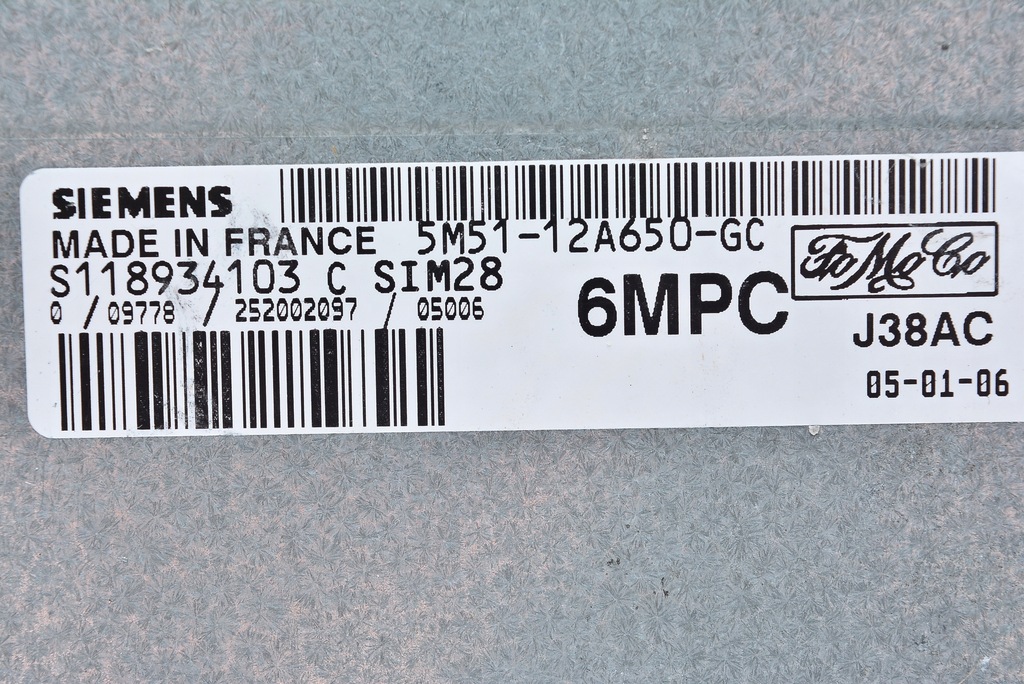 SIEMENS
MADE IN FRANCE 5M51-12A650-GC
S118934103 C SIM28
0 / 09778 / 252002097 / 05006
6MPC
FoMoCo
J38AC
05-01-06